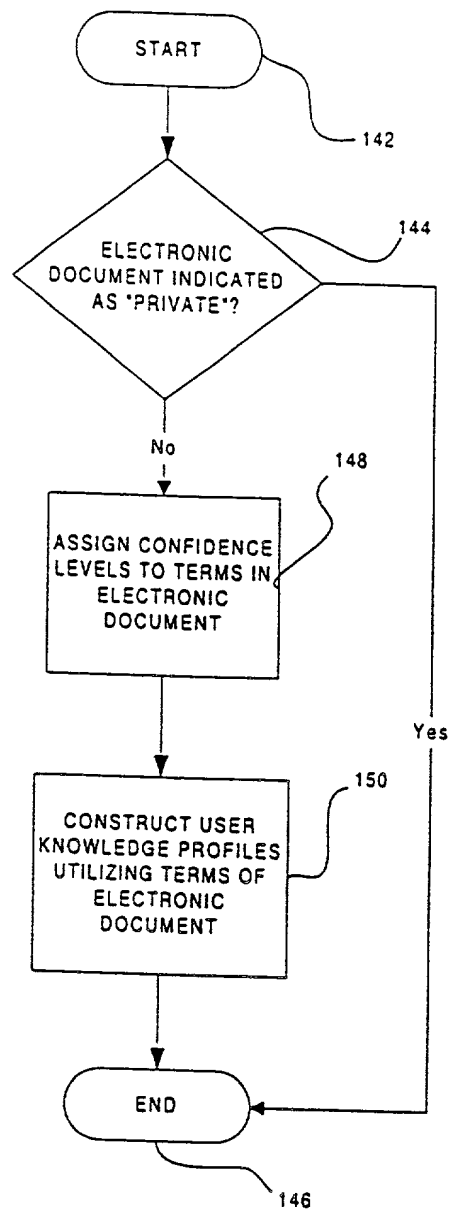 START
142
ELECTRONIC
DOCUMENT INDICATED
AS "PRIVATE"?
144
No
148
ASSIGN CONFIDENCE
LEVELS TO TERMS IN
ELECTRONIC
DOCUMENT
Yes
150
CONSTRUCT USER
KNOWLEDGE PROFILES
UTILIZING TERMS OF
ELECTRONIC
DOCUMENT
END
146